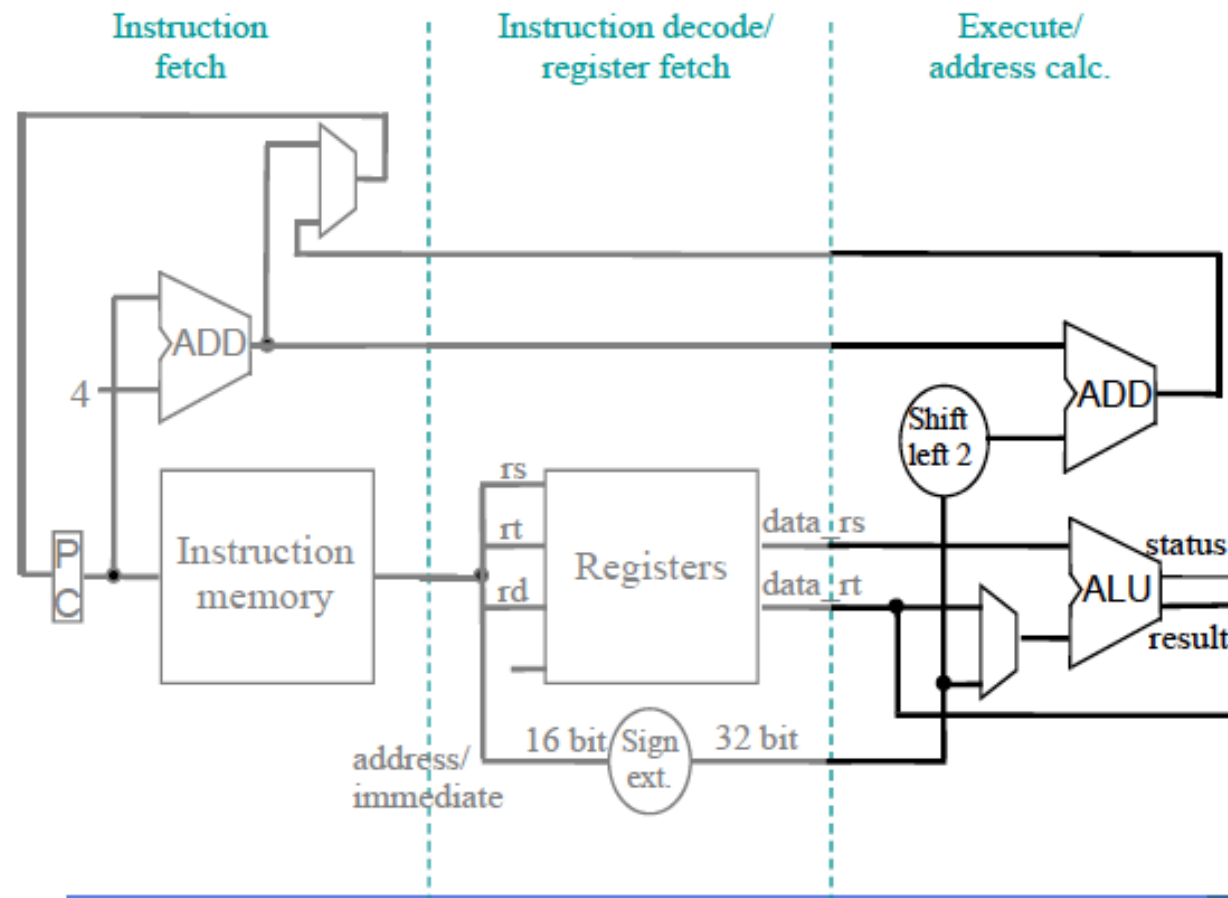 Instruction
fetch
Instruction decode/
register fetch
Execute/
address calc.
ADD
4
ADD
Shift
left 2
P
C
Instruction
memory
rs
rt
rd
Registers
data_rs
data_rt
status
ALU
result
address/
immediate
16 bit
Sign
ext.
32 bit